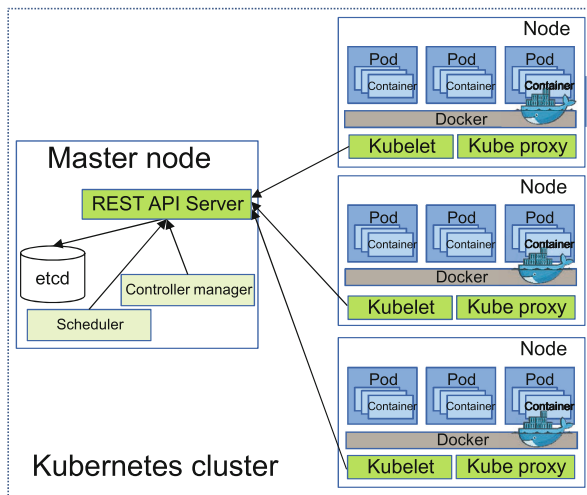 Node
Pod Pod Pod
Container Container Container
Docker
Kubelet Kube proxy
Master node
REST API Server
etcd
Controller manager
Scheduler
Node
Pod Pod Pod
Container Container Container
Docker
Kubelet Kube proxy
Node
Pod Pod Pod
Container Container Container
Docker
Kubelet Kube proxy
Kubernetes cluster